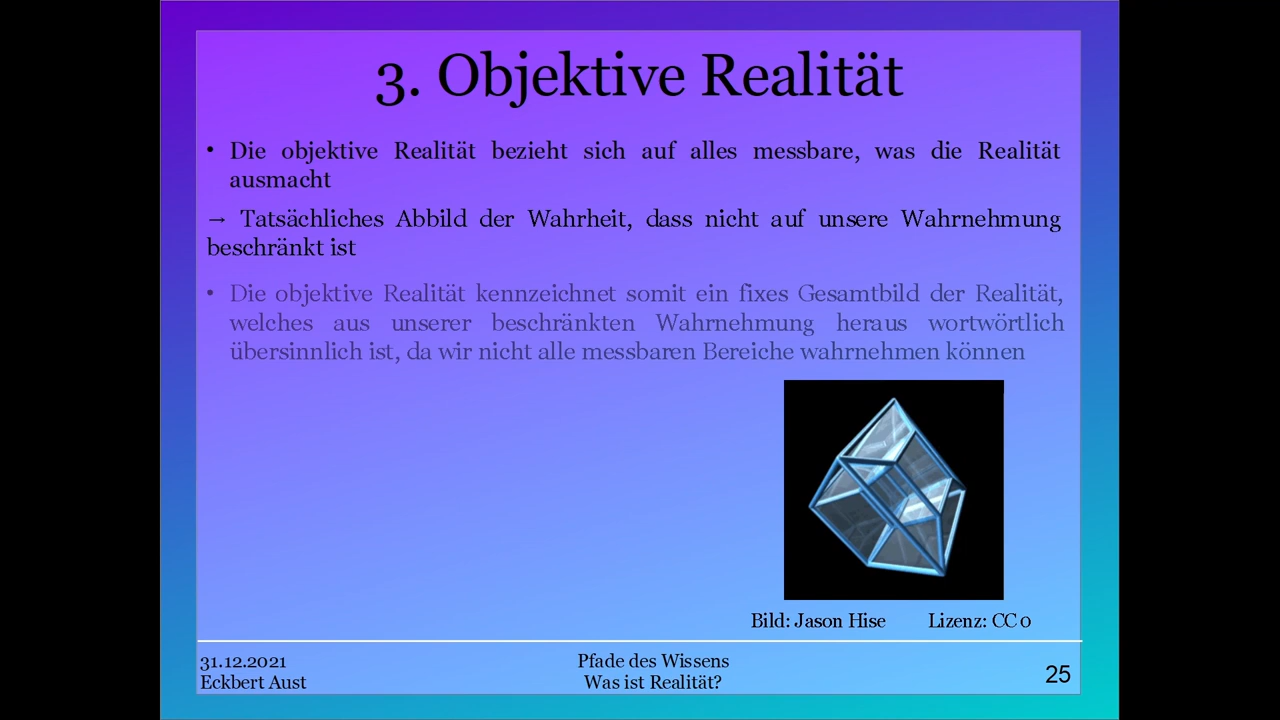 3. Objektive Realität
• Die objektive Realität bezieht sich auf alles messbare, was die Realität
ausmacht
→ Tatsächliches Abbild der Wahrheit, dass nicht auf unsere Wahrnehmung
beschränkt ist
• Die objektive Realität kennzeichnet somit ein fixes Gesamtbild der Realität,
welches aus unserer beschränkten Wahrnehmung heraus wortwörtlich
übersinnlich ist, da wir nicht alle messbaren Bereiche wahrnehmen können
Bild: Jason Hise Lizenz: CC 0
31.12.2021
Eckbert Aust
Pfade des Wissens
Was ist Realität?
25